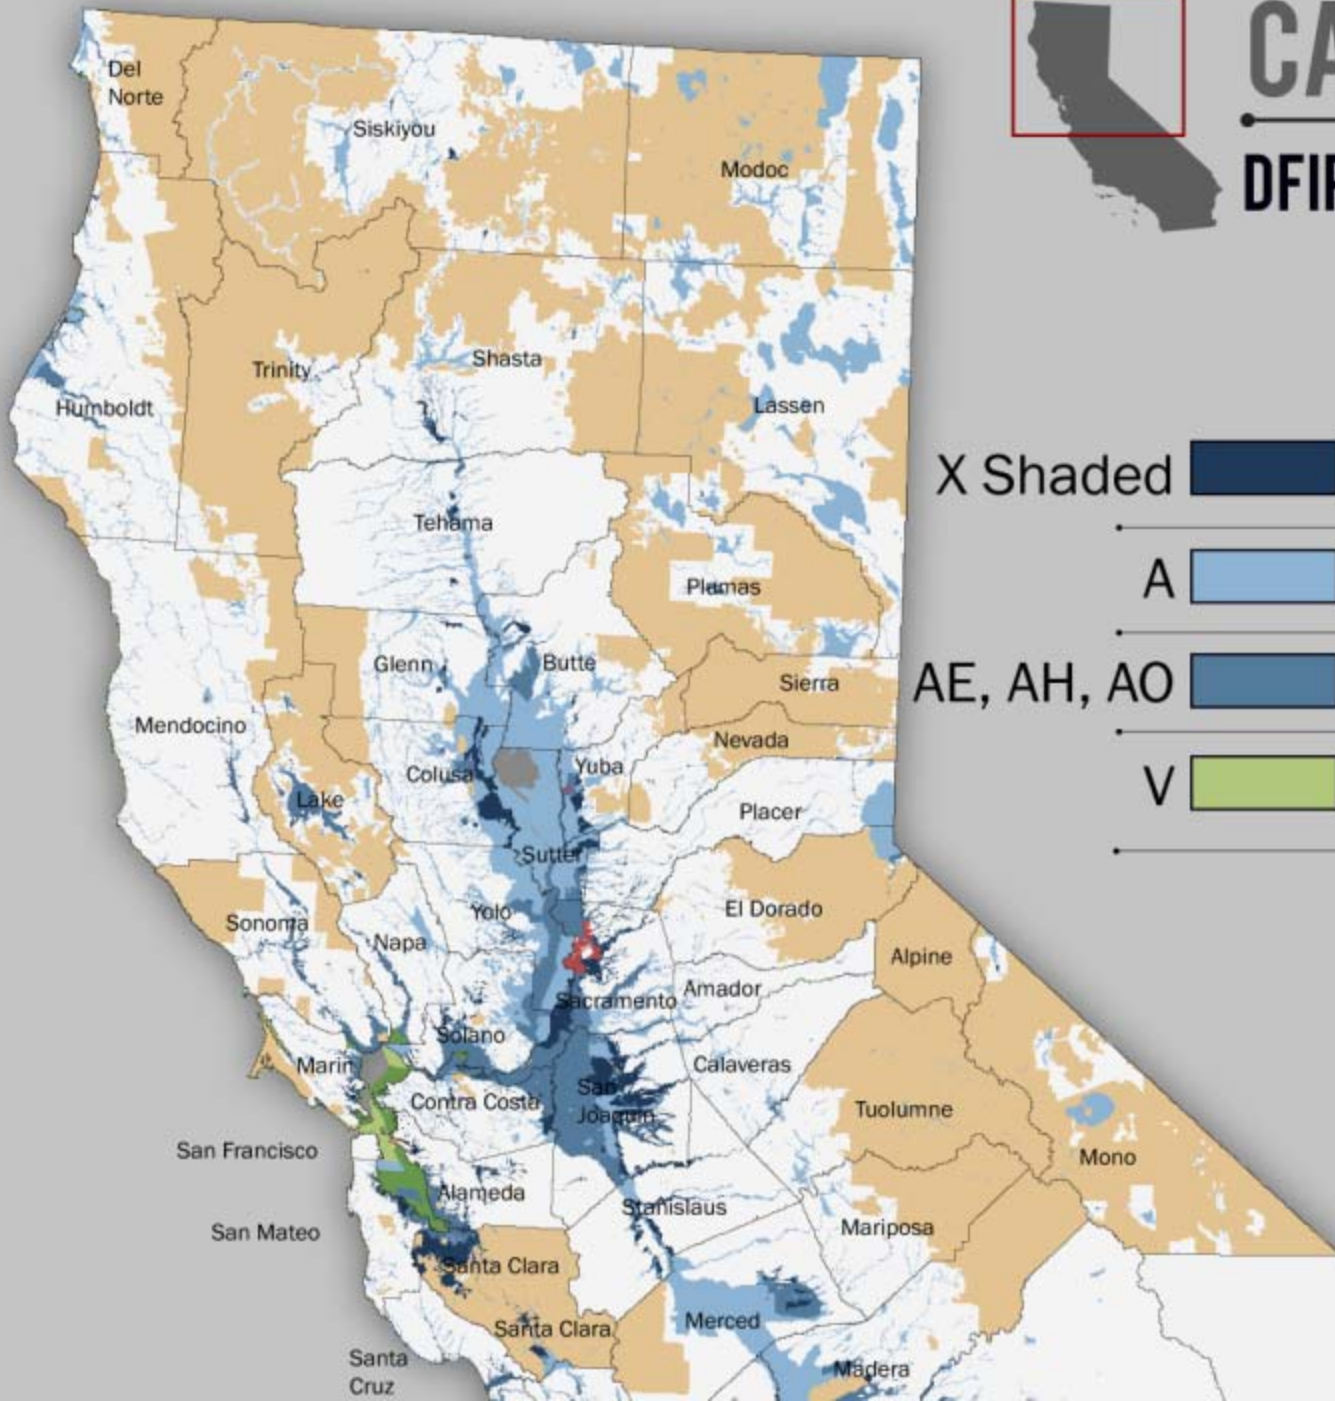 CA
DFIR
Del
Norte
Siskiyou
Modoc
Trinity
Shasta
Humboldt
Lassen
X Shaded
Tehama
A
Plumas
Glenn
Butte
Sierra
AE, AH, AO
Mendocino
Nevada
Colusa
Yuba
V
Lake
Placer
Sutter
Yolo
El Dorado
Sonoma
Napa
Alpine
Sacramento
Amador
Solano
Marin
Calaveras
San
Joaquin
Contra Costa
Tuolumne
San Francisco
Mono
Alameda
Stanislaus
San Mateo
Mariposa
Santa Clara
Merced
Santa Clara
Santa
Cruz
Madera